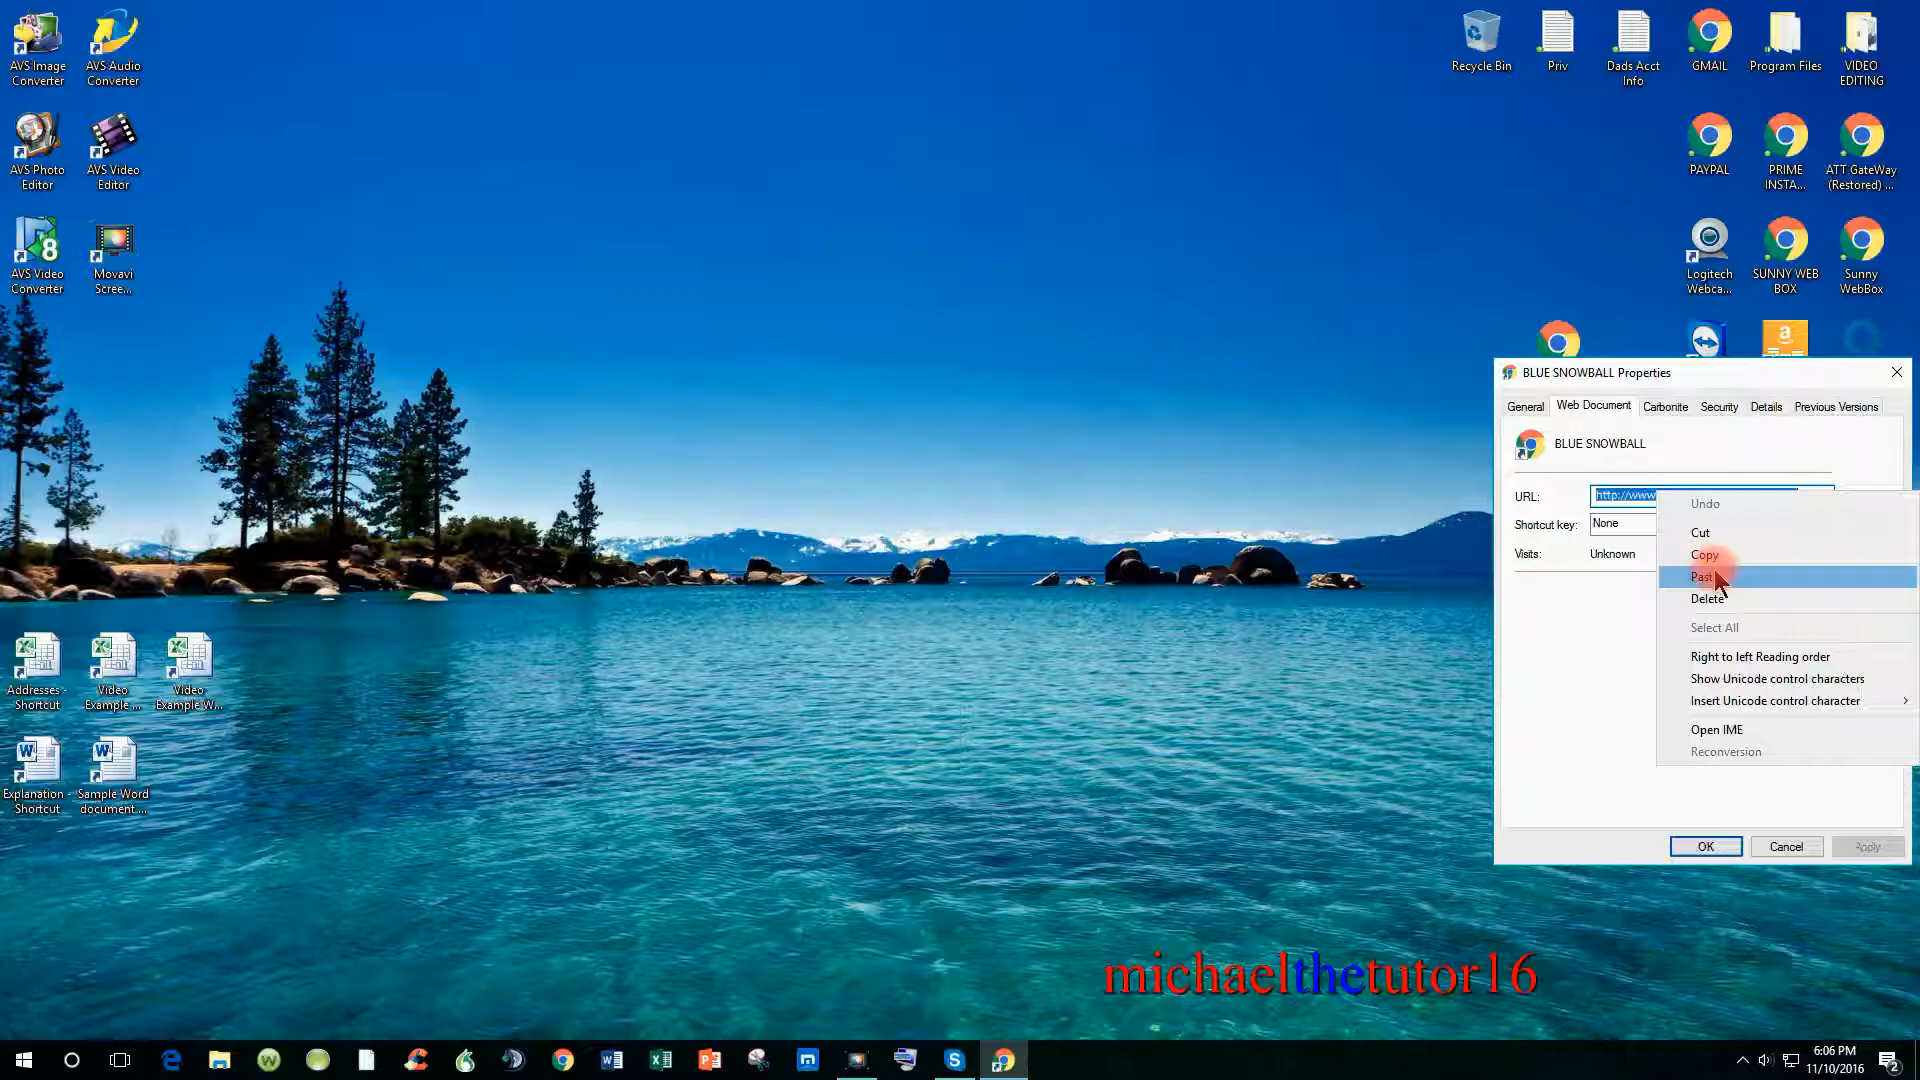 AVS Image
Converter
AVS Audio
Converter
Recycle Bin
Priv
Dads Acct
Info
GMAIL
Program Files
VIDEO
EDITING
AVS Photo
Editor
AVS Video
Editor
PAYPAL
PRIME
INSTA...
ATT GateWay
(Restored) ...
AVS Video
Converter
Movavi
Scree...
Logitech
Webca...
SUNNY WEB
BOX
Sunny
WebBox
BLUE SNOWBALL Properties
General
Web Document
Carbonite
Security
Details
Previous Versions
BLUE SNOWBALL
URL:
http://www
Shortcut key:
None
Visits:
Unknown
Undo
Cut
Copy
Past
Delete
Select All
Right to left Reading order
Show Unicode control characters
Insert Unicode control character
Open IME
Reconversion
OK
Cancel
Apply
Addresses -
Shortcut
Video
Example ...
Video
Example W...
Explanation -
Shortcut
Sample Word
document....
michaelthetutor16
6:06 PM
11/10/2016
2